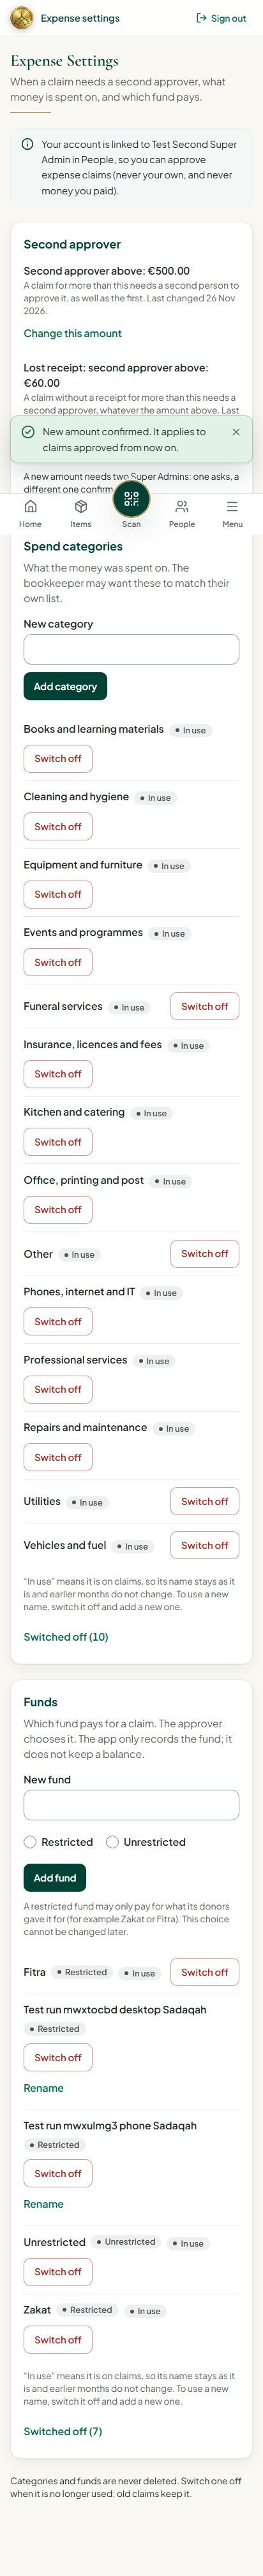 Expense settings
Sign out
Expense Settings
When a claim needs a second approver, what
money is spent on, and which fund pays.
Your account is linked to Test Second Super
Admin in People, so you can approve
expense claims (never your own, and never
money you paid).
Second approver
Second approver above: €500.00
A claim for more than this needs a second person to
approve it, as well as the first. Last changed 26 Nov
2026.
Change this amount
Lost receipt: second approver above:
€60.00
A claim without a receipt for more than this needs a
second approver, whatever the amount above. Last
New amount confirmed. It applies to
claims approved from now on.
A new amount needs two Super Admins: one asks, a
different one confirm
Home
Items
Scan
People
Menu
Spend categories
What the money was spent on. The
bookkeeper may want these to match their
own list.
New category
Add category
Books and learning materials In use
Switch off
Cleaning and hygiene In use
Switch off
Equipment and furniture In use
Switch off
Events and programmes In use
Switch off
Funeral services In use Switch off
Insurance, licences and fees In use
Switch off
Kitchen and catering In use
Switch off
Office, printing and post In use
Switch off
Other In use Switch off
Phones, internet and IT In use
Switch off
Professional services In use
Switch off
Repairs and maintenance In use
Switch off
Utilities In use Switch off
Vehicles and fuel In use Switch off
"In use" means it is on claims, so its name stays as it
is and earlier months do not change. To use a new
name, switch it off and add a new one.
Switched off (10)
Funds
Which fund pays for a claim. The approver
chooses it. The app only records the fund; it
does not keep a balance.
New fund
Restricted Unrestricted
Add fund
A restricted fund may only pay for what its donors
gave it for (for example Zakat or Fitra). This choice
cannot be changed later.
Fitra Restricted In use Switch off
Test run mwxtocbd desktop Sadaqah
Restricted
Switch off
Rename
Test run mwxulmg3 phone Sadaqah
Restricted
Switch off
Rename
Unrestricted Unrestricted In use
Switch off
Zakat Restricted In use
Switch off
"In use" means it is on claims, so its name stays as it
is and earlier months do not change. To use a new
name, switch it off and add a new one.
Switched off (7)
Categories and funds are never deleted. Switch one off
when it is no longer used; old claims keep it.